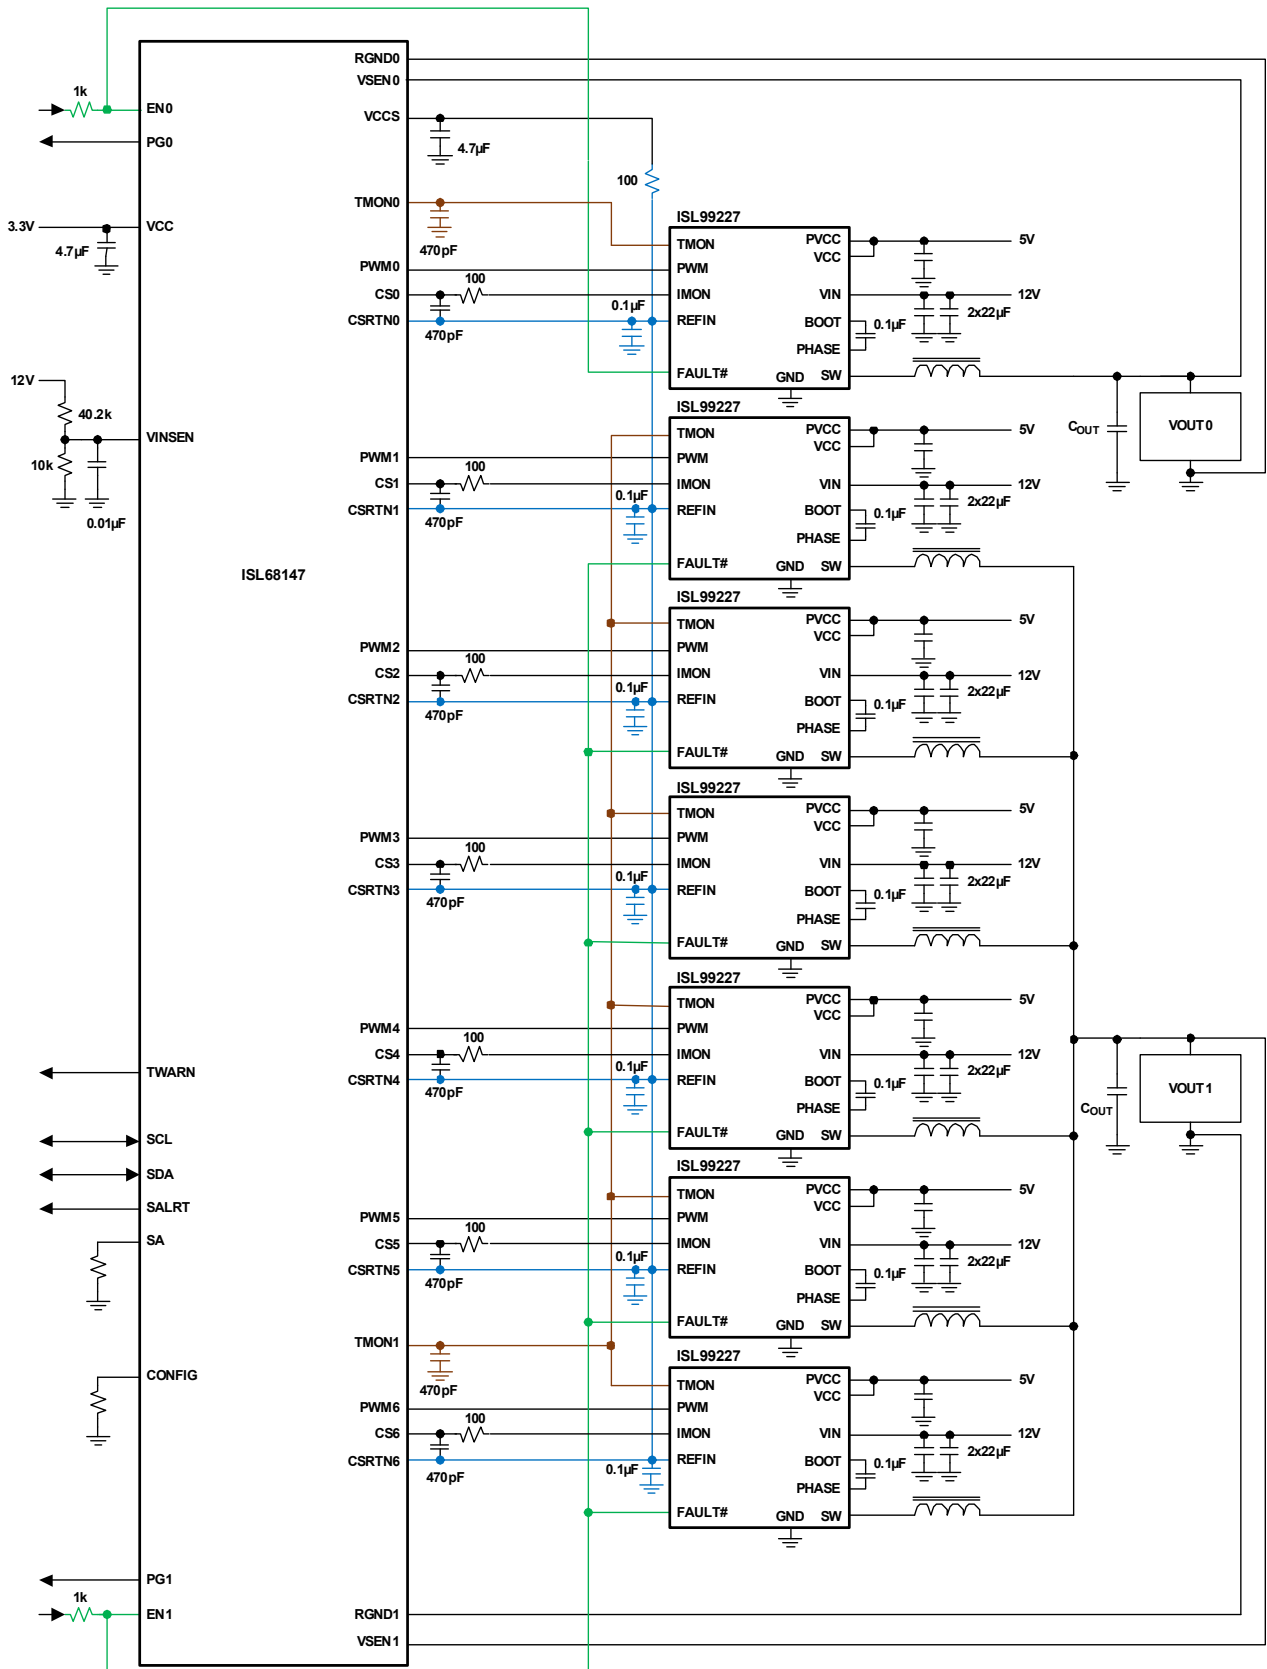 RGND0
VSEN0
1k
EN0
VCCS
PG0
4.7µF
100
TMON0
ISL99227
3.3V
VCC
4.7µF
470pF
TMON
PVCC
VCC
5V
PWM0
100
PWM
CS0
IMON
VIN
12V
CSRTN0
470pF
0.1µF
REFIN
BOOT
0.1µF
2x22µF
PHASE
12V
FAULT#
GND
SW
40.2k
VINSEN
10k
0.01µF
COUT
VOUT0
ISL99227
TMON
PVCC
VCC
5V
PWM1
100
PWM
CS1
IMON
VIN
12V
CSRTN1
470pF
0.1µF
REFIN
BOOT
0.1µF
2x22µF
PHASE
FAULT#
GND
SW
ISL68147
ISL99227
TMON
PVCC
VCC
5V
PWM2
100
PWM
CS2
IMON
VIN
12V
CSRTN2
470pF
0.1µF
REFIN
BOOT
0.1µF
2x22µF
PHASE
FAULT#
GND
SW
ISL99227
TMON
PVCC
VCC
5V
PWM3
100
PWM
CS3
IMON
VIN
12V
CSRTN3
470pF
0.1µF
REFIN
BOOT
0.1µF
2x22µF
PHASE
FAULT#
GND
SW
ISL99227
TMON
PVCC
VCC
5V
PWM4
100
PWM
CS4
IMON
VIN
12V
CSRTN4
470pF
0.1µF
REFIN
BOOT
0.1µF
2x22µF
PHASE
FAULT#
GND
SW
TWARN
COUT
VOUT1
SCL
SDA
SALRT
SA
ISL99227
TMON
PVCC
VCC
5V
PWM5
100
PWM
CS5
IMON
VIN
12V
CSRTN5
470pF
0.1µF
REFIN
BOOT
0.1µF
2x22µF
PHASE
FAULT#
GND
SW
TMON1
470pF
CONFIG
ISL99227
TMON
PVCC
VCC
5V
PWM6
100
PWM
CS6
IMON
VIN
12V
CSRTN6
470pF
0.1µF
REFIN
BOOT
0.1µF
2x22µF
PHASE
FAULT#
GND
SW
PG1
1k
EN1
RGND1
VSEN1